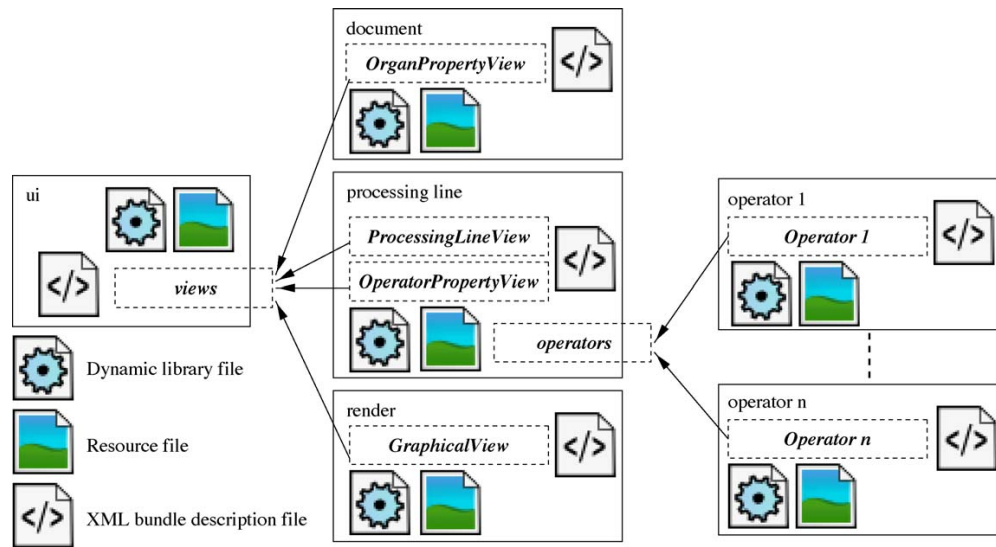 document
OrganPropertyView
ui
views
processing line
ProcessingLineView
OperatorPropertyView
operators
operator 1
Operator 1
render
GraphicalView
operator n
Operator n
Dynamic library file
Resource file
XML bundle description file